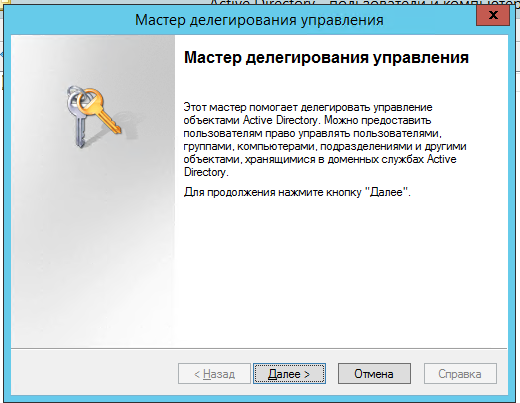 Active Directory - пользователи и компьютер
Мастер делегирования управления
x
Мастер делегирования управления
Этот мастер помогает делегировать управление
объектами Active Directory. Можно предоставить
пользователям право управлять пользователями,
группами, компьютерами, подразделениями и другими
объектами, хранящимися в доменных службах Active
Directory.
Для продолжения нажмите кнопку "Далее".
< Назад Далее > Отмена Справка